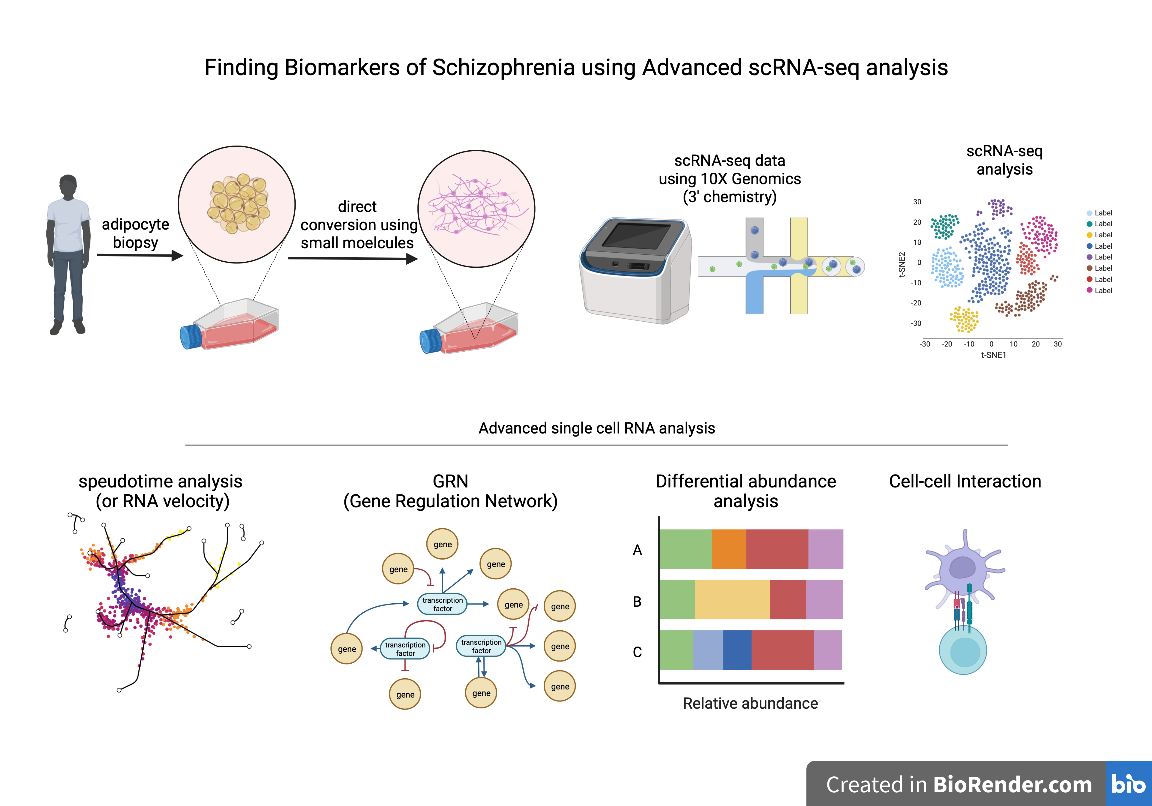 Finding Biomarkers of Schizophrenia using Advanced scRNA-seq analysis
adipocyte
biopsy
direct
conversion using
small moelcules
scRNA-seq data
using 10X Genomics
(3' chemistry)
scRNA-seq
analysis
30
20
10
0
-10
-20
-30
t-SNE2
-30
-20
-10
0
10
20
30
t-SNE1
Label
Label
Label
Label
Label
Label
Label
Label
Advanced single cell RNA analysis
speudotime analysis
(or RNA velocity)
GRN
(Gene Regulation Network)
gene
gene
gene
transcription
factor
gene
gene
gene
transcription
factor
transcription
factor
gene
gene
gene
gene
Differential abundance
analysis
A
B
C
Relative abundance
Cell-cell Interaction
Created in BioRender.com bio